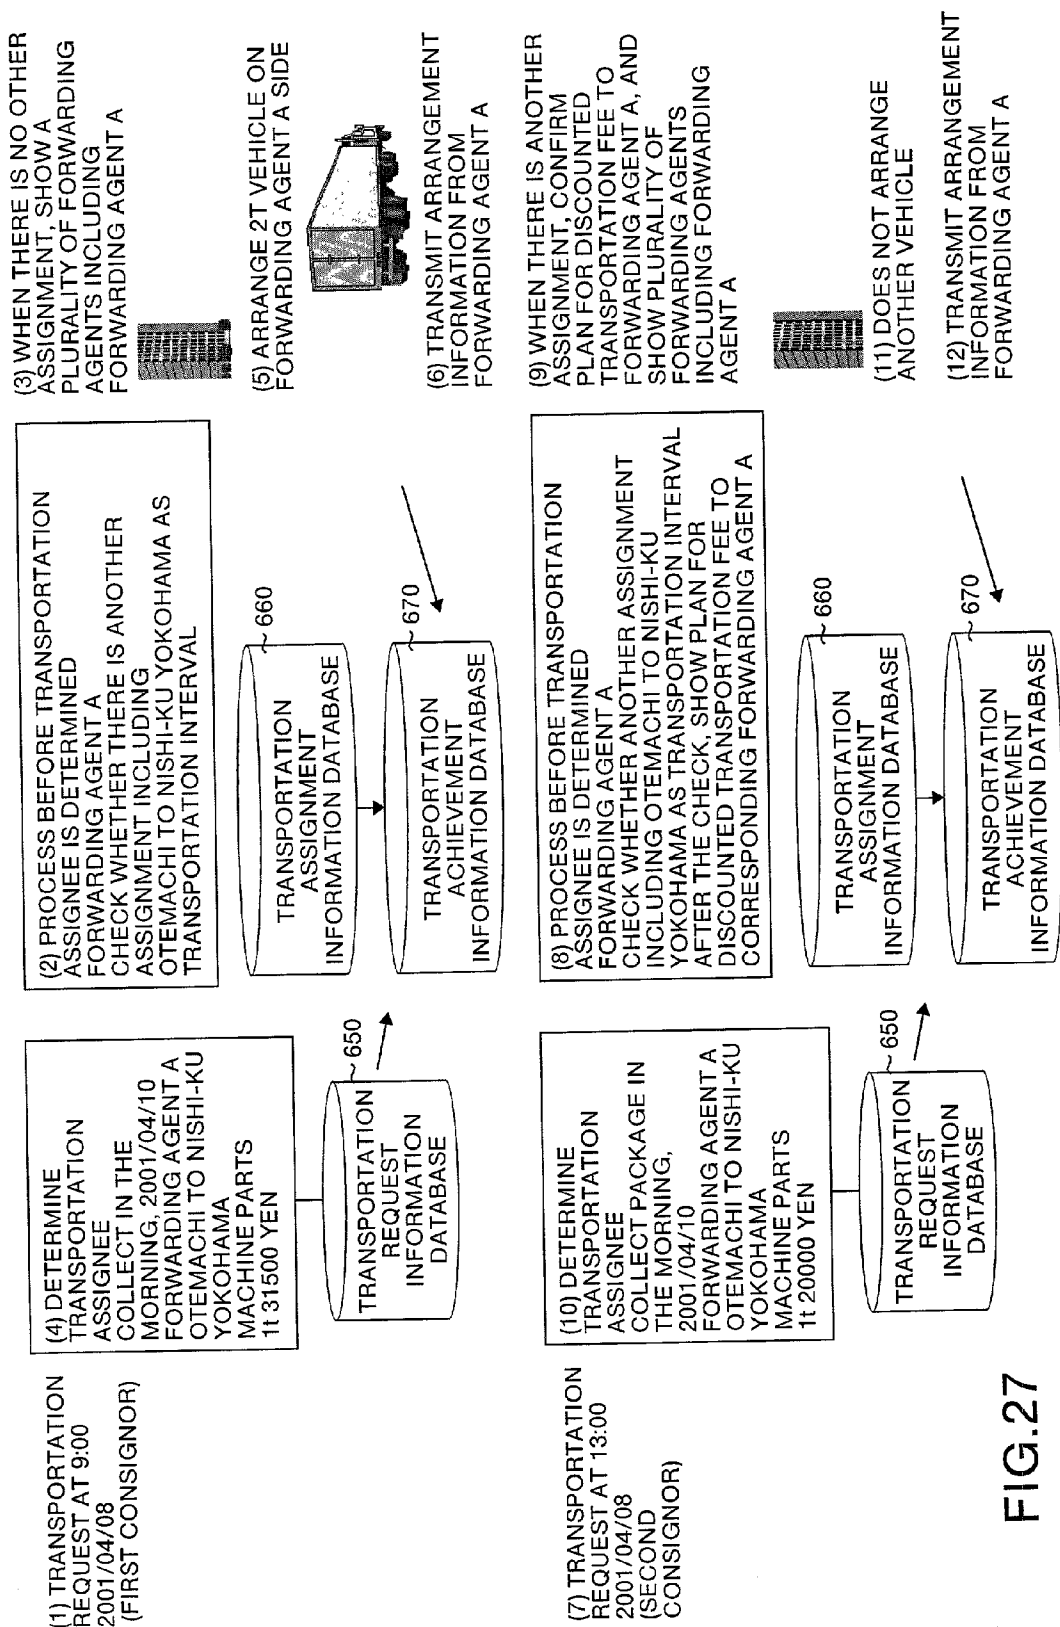 (1) TRANSPORTATION
REQUEST AT 9:00
2001/04/08
(FIRST CONSIGNOR)
(4) DETERMINE
TRANSPORTATION
ASSIGNEE
COLLECT IN THE
MORNING, 2001/04/10
FORWARDING AGENT A
OTEMACHI TO NISHI-KU
YOKOHAMA
MACHINE PARTS
1t 31500 YEN
650
TRANSPORTATION
REQUEST
INFORMATION
DATABASE
(2) PROCESS BEFORE TRANSPORTATION
ASSIGNEE IS DETERMINED
FORWARDING AGENT A
CHECK WHETHER THERE IS ANOTHER
ASSIGNMENT INCLUDING
OTEMACHI TO NISHI-KU YOKOHAMA AS
TRANSPORTATION INTERVAL
660
TRANSPORTATION
ASSIGNMENT
INFORMATION DATABASE
670
TRANSPORTATION
ACHIEVEMENT
INFORMATION DATABASE
(3) WHEN THERE IS NO OTHER
ASSIGNMENT, SHOW A
PLURALITY OF FORWARDING
AGENTS INCLUDING
FORWARDING AGENT A
(5) ARRANGE 2T VEHICLE ON
FORWARDING AGENT A SIDE
(6) TRANSMIT ARRANGEMENT
INFORMATION FROM
FORWARDING AGENT A
(7) TRANSPORTATION
REQUEST AT 13:00
2001/04/08
(SECOND
CONSIGNOR)
(10) DETERMINE
TRANSPORTATION
ASSIGNEE
COLLECT PACKAGE IN
THE MORNING,
2001/04/10
FORWARDING AGENT A
OTEMACHI TO NISHI-KU
YOKOHAMA
MACHINE PARTS
1t 20000 YEN
650
TRANSPORTATION
REQUEST
INFORMATION
DATABASE
(8) PROCESS BEFORE TRANSPORTATION
ASSIGNEE IS DETERMINED
FORWARDING AGENT A
CHECK WHETHER ANOTHER ASSIGNMENT
INCLUDING OTEMACHI TO NISHI-KU
YOKOHAMA AS TRANSPORTATION INTERVAL
AFTER THE CHECK, SHOW PLAN FOR
DISCOUNTED TRANSPORTATION FEE TO
CORRESPONDING FORWARDING AGENT A
660
TRANSPORTATION
ASSIGNMENT
INFORMATION DATABASE
670
TRANSPORTATION
ACHIEVEMENT
INFORMATION DATABASE
(9) WHEN THERE IS ANOTHER
ASSIGNMENT, CONFIRM
PLAN FOR DISCOUNTED
TRANSPORTATION FEE TO
FORWARDING AGENT A, AND
SHOW PLURALITY OF
FORWARDING AGENTS
INCLUDING FORWARDING
AGENT A
(11) DOES NOT ARRANGE
ANOTHER VEHICLE
(12) TRANSMIT ARRANGEMENT
INFORMATION FROM
FORWARDING AGENT A
FIG.27